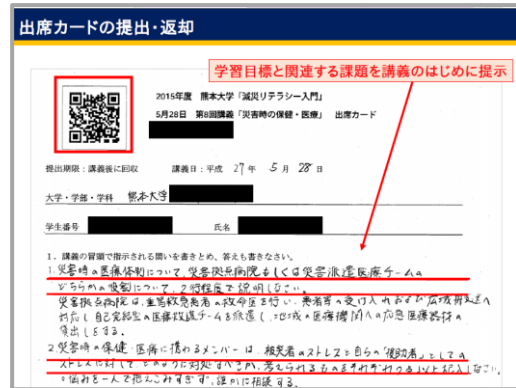 出席カードの提出・返却
学習目標と関連する課題を講義のはじめに提示
2015年度 熊本大学「減災リテラシー入門」
5月28日 第8回講義「災害時の保健・医療」 出席カード
提出期限:講義後に回収 講義日:平成 27年 5月 28日
大学・学部・学科 熊本大学
学生番号 氏名
1.講義の冒頭で指示される問いを書きとめ、答えも書きなさい。
1.災害時の医療体制について、災害拠点病院もしくは災害派遣医療チームの
どちらかの役割について、2行程度で説明しなさい。
災害拠点病院は、重篤救急患者の救命医を行い、患者等の受け入れおよび広域搬送へ
対応し自己完結型の医療救護チームを派遣し、地域の医療機関への応急医療器材の
貸出しをする。
2.災害時の保健・医療に携わるメンバーは、被災者のストレスと自らの「援助者」としての
ストレスに対して、どのように対処すべきか、考えられるものをそれぞれ2つ以上記入しなさい。
・悩みを一人で抱えこみすぎず、誰かに相談する。